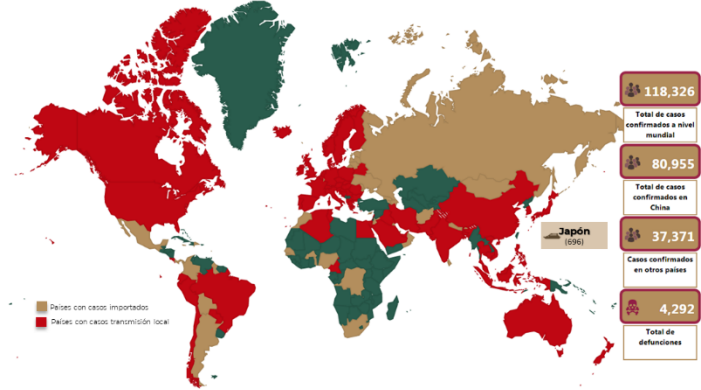 118,326
Total de casos
confirmados a nivel
mundial
80,955
Total de casos
confirmados en
China
Japón
(696)
37,371
Casos confirmados
en otros países
4,292
Total de
defunciones
Países con casos importados
Países con casos transmisión local